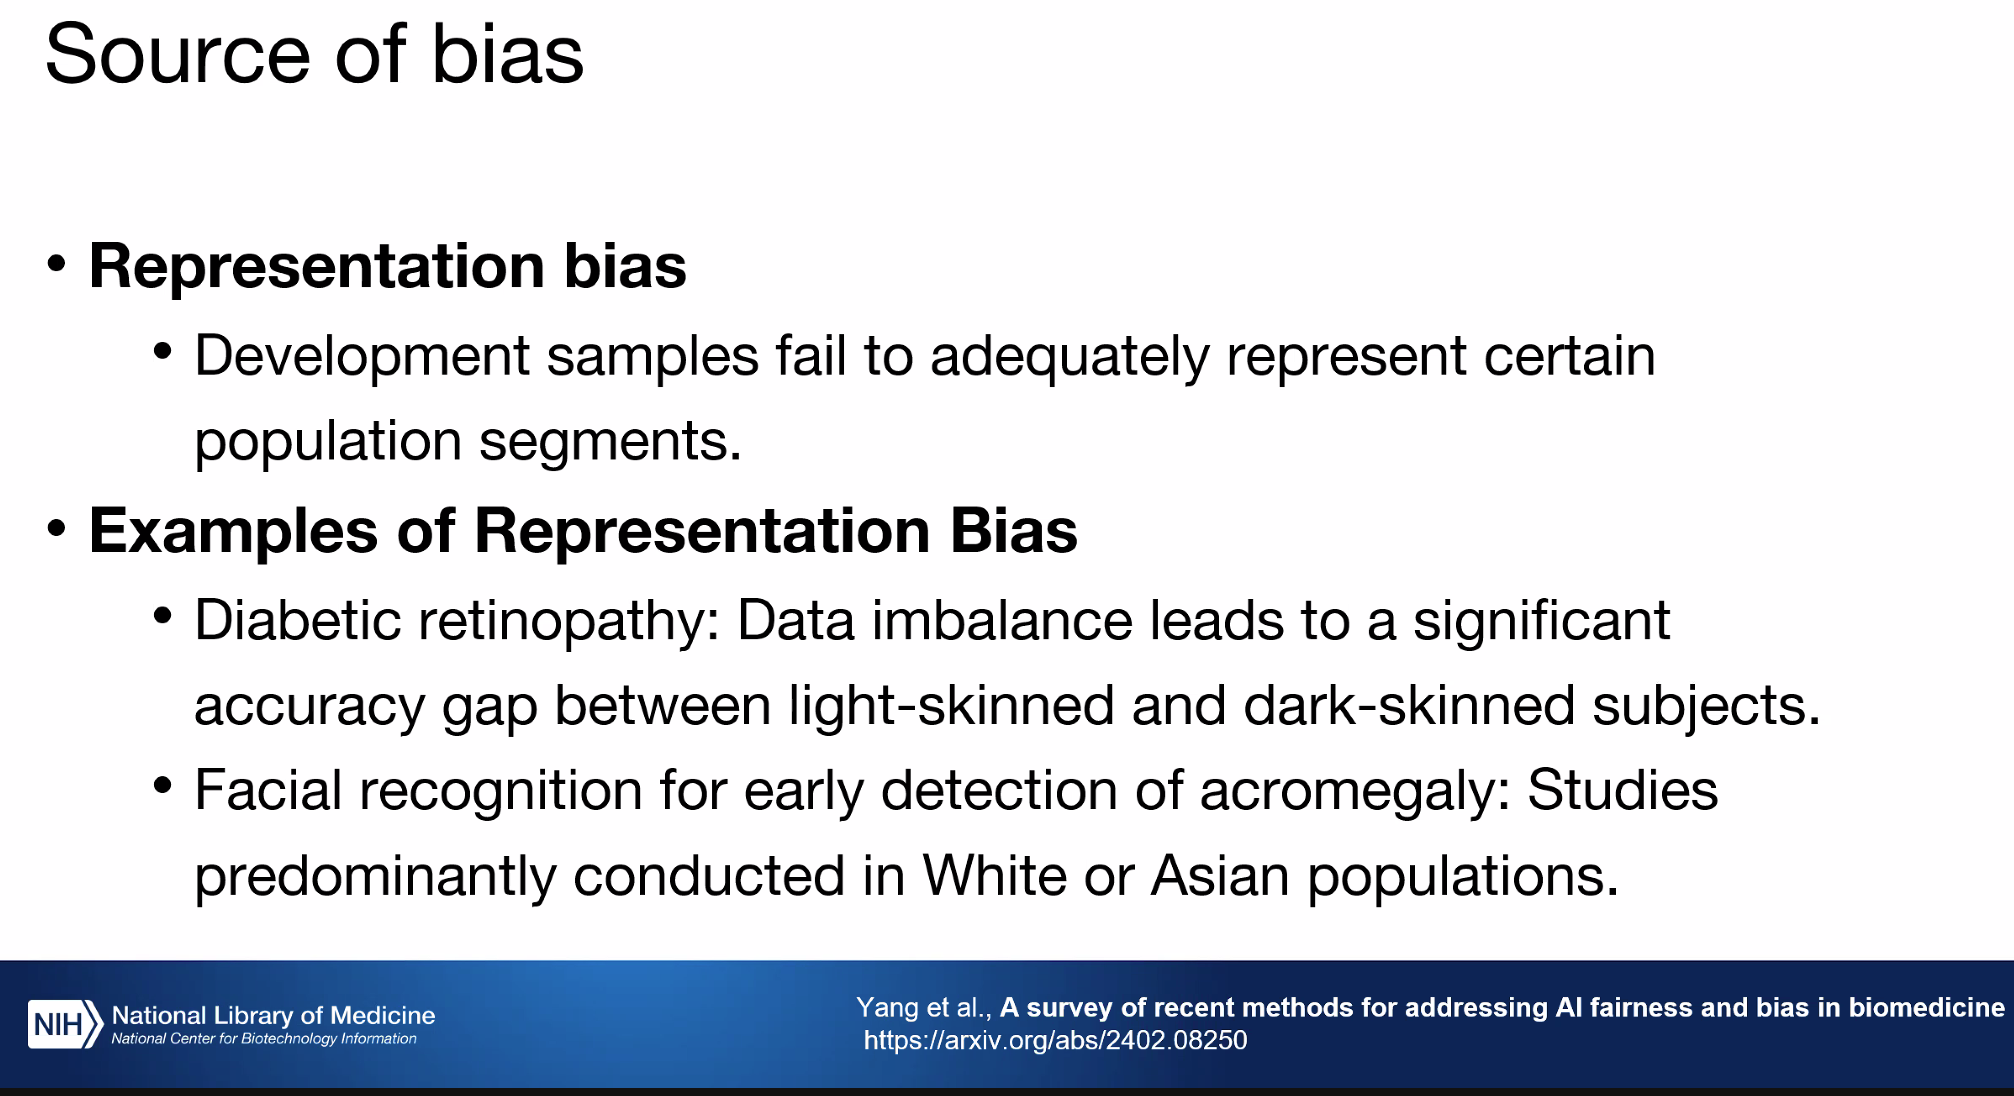 Source of bias
• Representation bias
• Development samples fail to adequately represent certain
population segments.
• Examples of Representation Bias
• Diabetic retinopathy: Data imbalance leads to a significant
accuracy gap between light-skinned and dark-skinned subjects.
• Facial recognition for early detection of acromegaly: Studies
predominantly conducted in White or Asian populations.
NIH National Library of Medicine
National Center for Biotechnology Information
Yang et al., A survey of recent methods for addressing AI fairness and bias in biomedicine
https://arxiv.org/abs/2402.08250